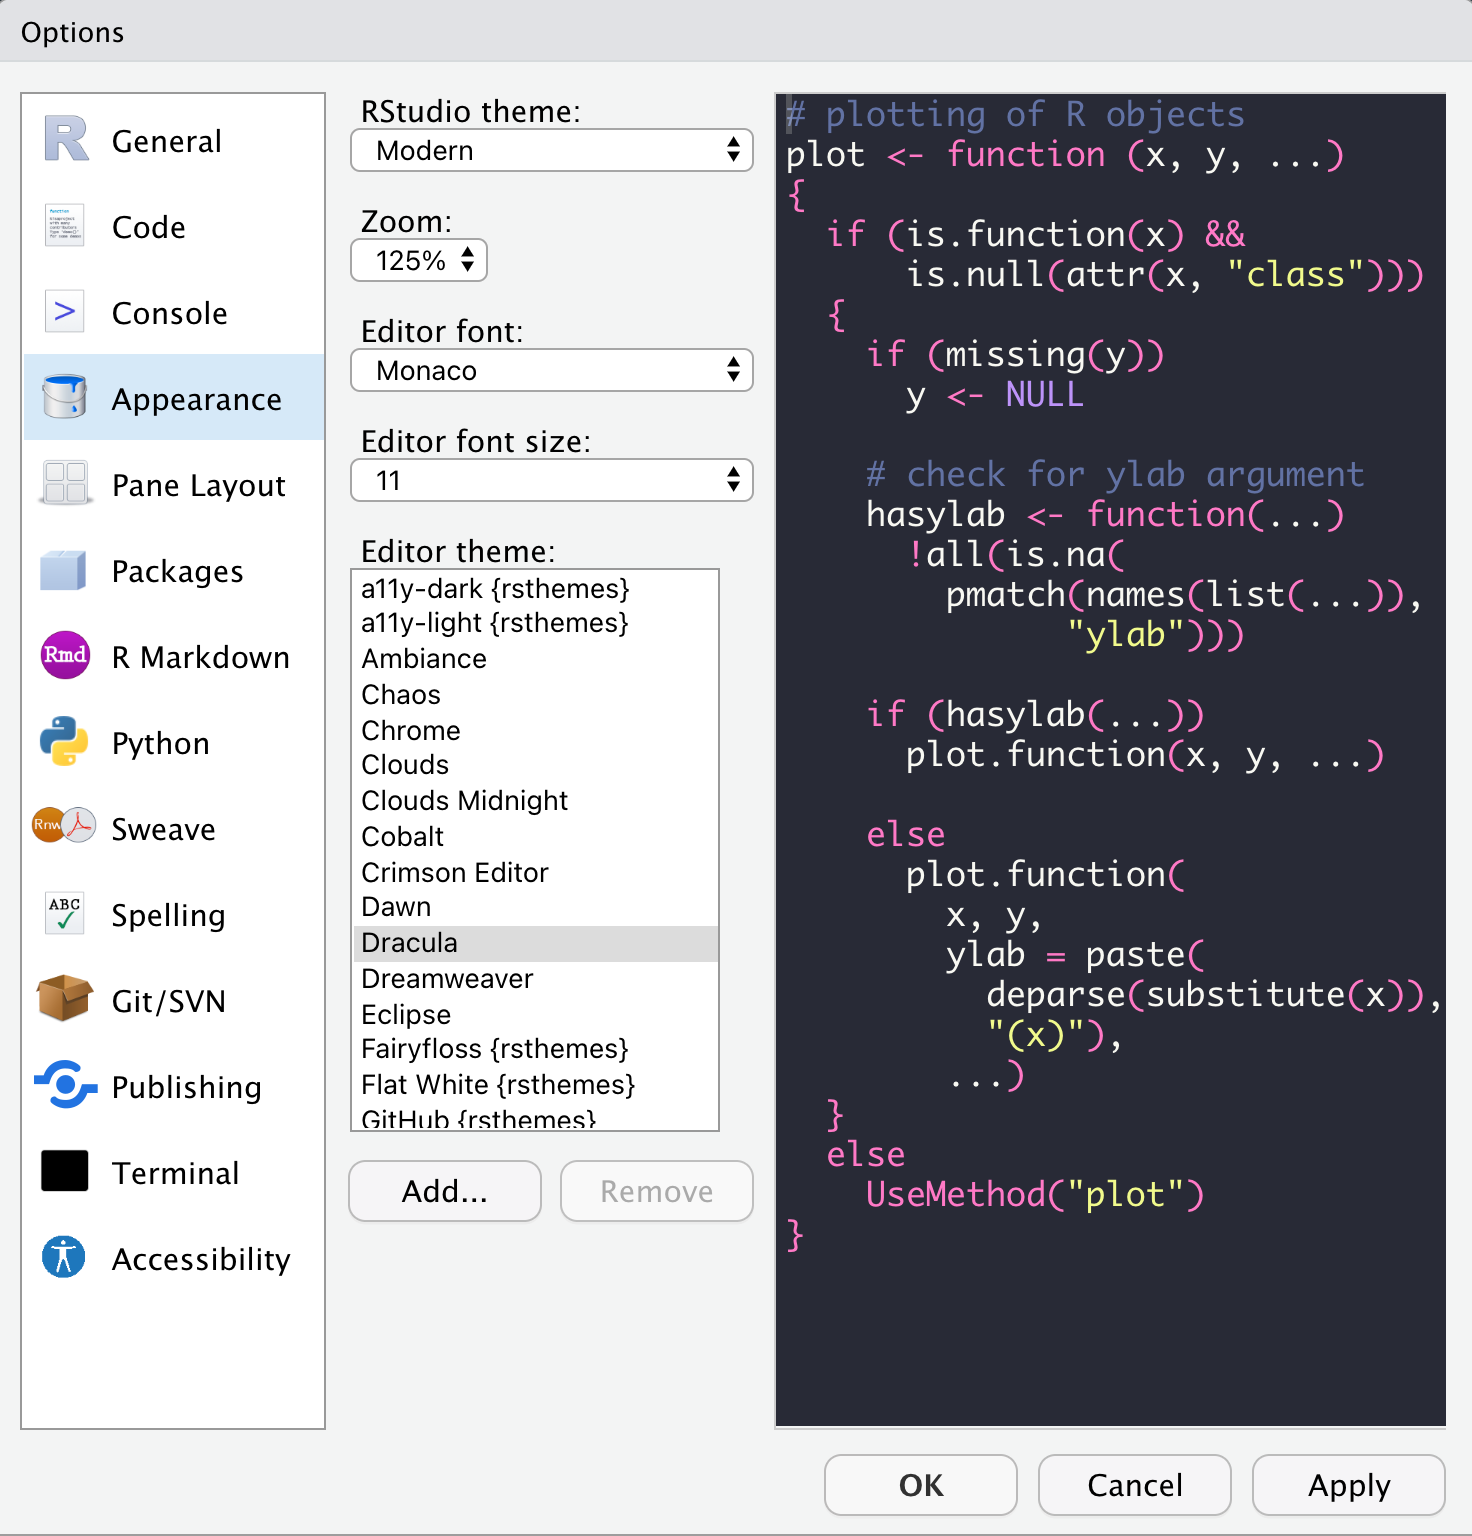 Options
General
Code
Console
Appearance
Pane Layout
Packages
Rmd
R Markdown
Python
Rnw
Sweave
ABC
Spelling
Git/SVN
Publishing
Terminal
Accessibility
RStudio theme:
Modern
Zoom:
125%
Editor font:
Monaco
Editor font size:
11
Editor theme:
a11y-dark {rsthemes}
a11y-light {rsthemes}
Ambiance
Chaos
Chrome
Clouds
Clouds Midnight
Cobalt
Crimson Editor
Dawn
Dracula
Dreamweaver
Eclipse
Fairyfloss {rsthemes}
Flat White {rsthemes}
GitHub {rsthemes}
Add...
Remove
# plotting of R objects
plot <- function (x, y, ...)
{
  if (is.function(x) &&
      is.null(attr(x, "class")))
  {
    if (missing(y))
      y <- NULL

    # check for ylab argument
    hasylab <- function(...)
      !all(is.na(
        pmatch(names(list(...)),
              "ylab")))

    if (hasylab(...))
      plot.function(x, y, ...)

    else
      plot.function(
        x, y,
        ylab = paste(
          deparse(substitute(x)),
          "(x)"),
        ...)
  }
  else
    UseMethod("plot")
}
OK
Cancel
Apply